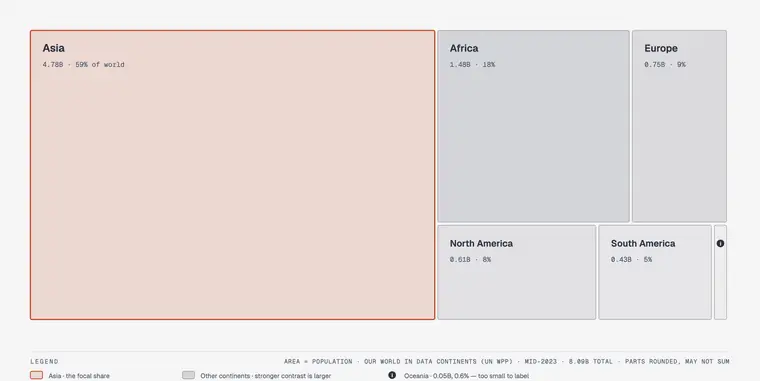 Asia
4.78B · 59% of world
Africa
1.48B · 18%
Europe
0.75B · 9%
North America
0.61B · 8%
South America
0.43B · 5%
i
LEGEND
AREA = POPULATION · OUR WORLD IN DATA CONTINENTS (UN WPP) · MID-2023 · 8.09B TOTAL · PARTS ROUNDED, MAY NOT SUM
Asia · the focal share
Other continents · stronger contrast is larger
i
Oceania · 0.05B, 0.6% — too small to label